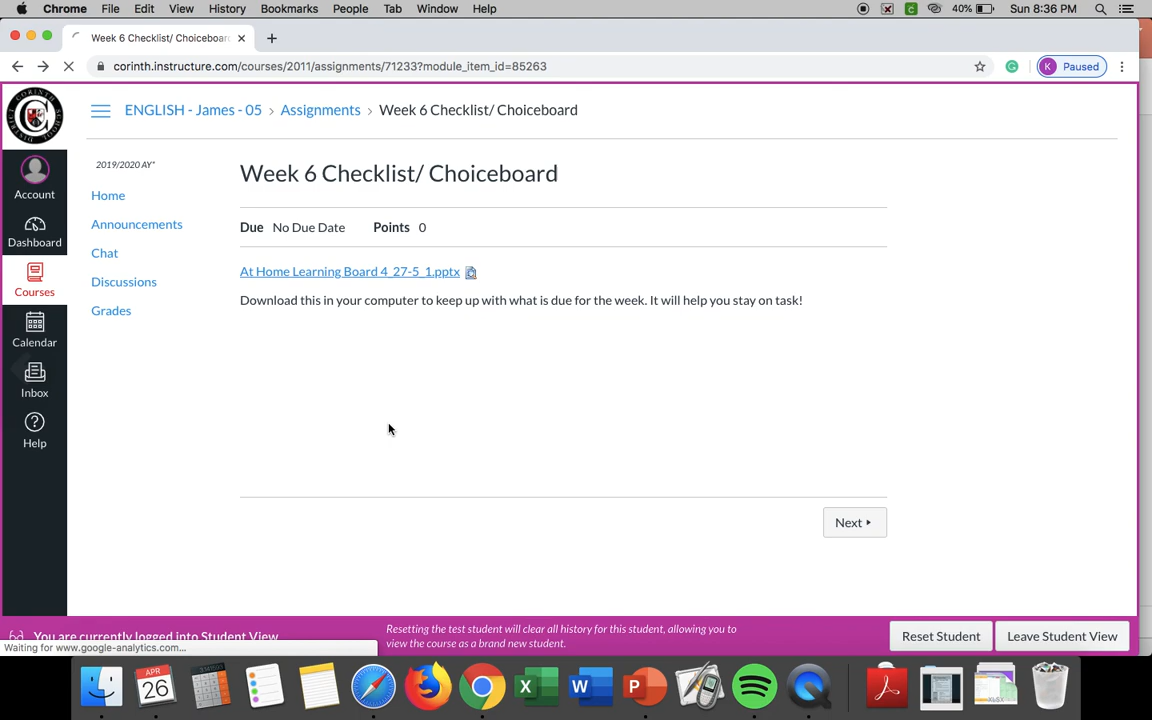 Chrome File Edit View History Bookmarks People Tab Window Help 40% Sun 8:36 PM
Week 6 Checklist/ Choiceboar
corinth.instructure.com/courses/2011/assignments/71233?module_item_id=85263
K Paused
ENGLISH - James - 05 > Assignments > Week 6 Checklist/ Choiceboard
2019/2020 AY*
Home
Announcements
Chat
Discussions
Grades
Account
Dashboard
Courses
Calendar
Inbox
Help
Week 6 Checklist/ Choiceboard
Due No Due Date Points 0
At Home Learning Board 4_27-5_1.pptx
Download this in your computer to keep up with what is due for the week. It will help you stay on task!
Next
You are currently logged into Student View
Resetting the test student will clear all history for this student, allowing you to
view the course as a brand new student.
Reset Student
Leave Student View
Waiting for www.google-analytics.com...
APR
26